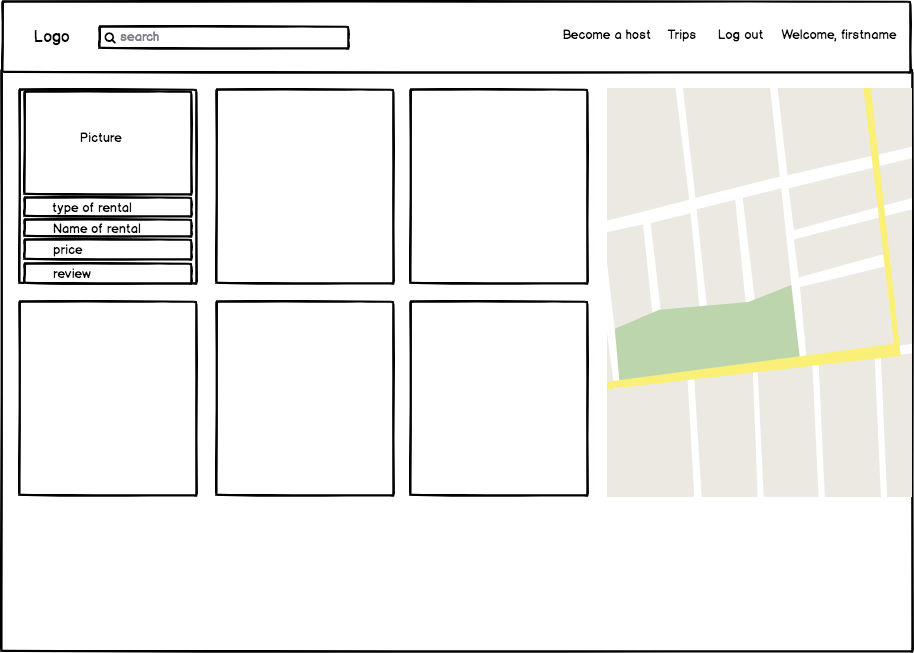 Logo
search
Become a host
Trips
Log out
Welcome, firstname
Picture
type of rental
Name of rental
price
review